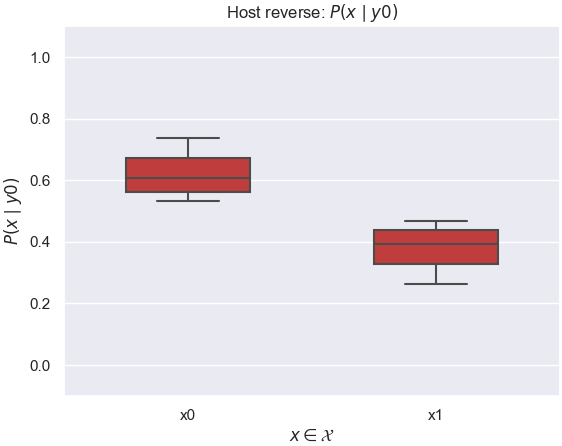 Host reverse: P(x | y0)
P(x | y0)
1.0
0.8
0.6
0.4
0.2
0.0
x0 x1
x ∈ 𝒳